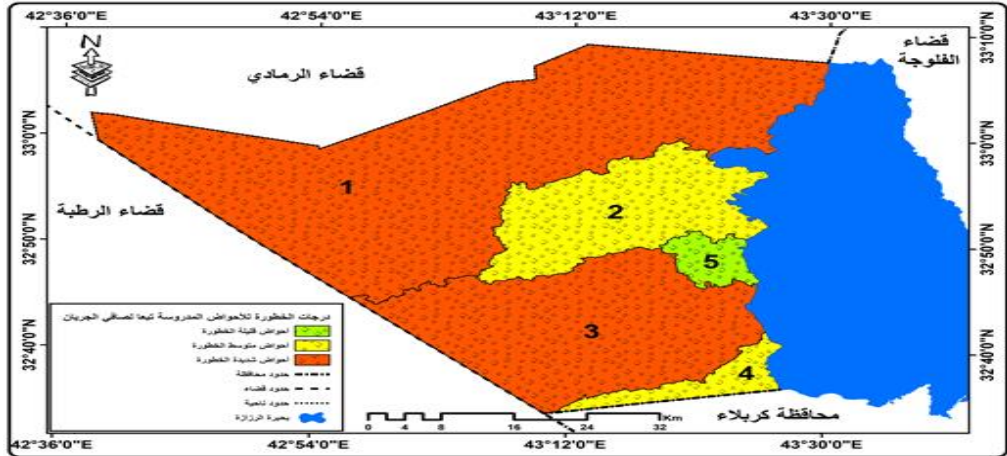 42°36'0"E 42°54'0"E 43°12'0"E 43°30'0"E
N
قضاء الرمادي
قضاء الفلوجة
قضاء الرطبة
محافظة كربلاء
33°10'0"N
33°0'0"N
32°50'0"N
32°40'0"N
33°0'0"N
32°50'0"N
32°40'0"N
1
2
5
3
4
درجات الخطورة للأحواض المدروسة تبعا لصافي الجريان
أحواض قليلة الخطورة
أحواض متوسط الخطورة
أحواض شديدة الخطورة
حدود محافظة
حدود قضاء
حدود ناحية
بحيرة الرزازة
0 4 8 16 24 32 Km
42°36'0"E 42°54'0"E 43°12'0"E 43°30'0"E